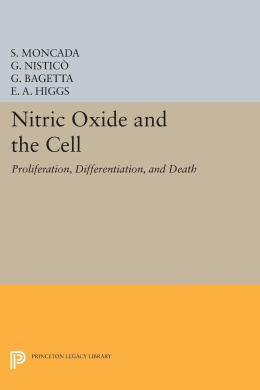 S. MONCADA
G. NISTICÒ
G. BAGETTA
E. A. HIGGS
Nitric Oxide and
the Cell
Proliferation, Differentiation, and Death
P
PRINCETON LEGACY LIBRARY